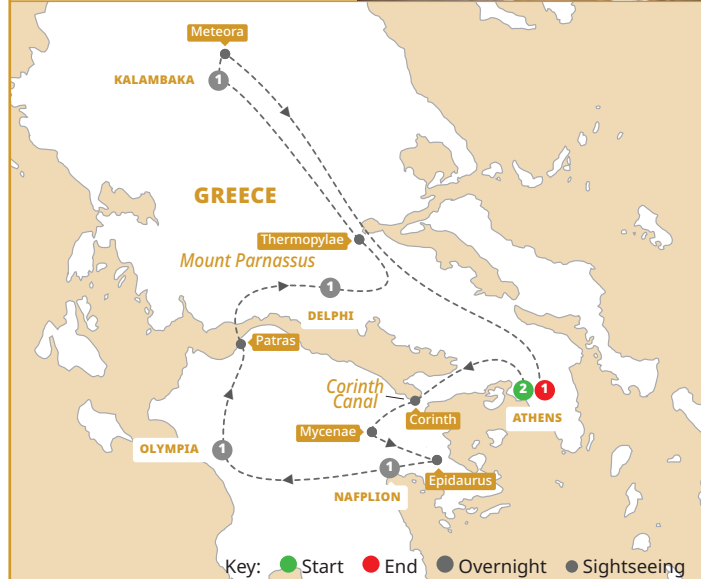 Meteora
KALAMBAKA
1
GREECE
Thermopylae
Mount Parnassus
1
DELPHI
Patras
Corinth
Canal
2
1
ATHENS
Corinth
Mycenae
OLYMPIA
1
1
Epidaurus
NAFPLION
Key: Start End Overnight Sightseeing